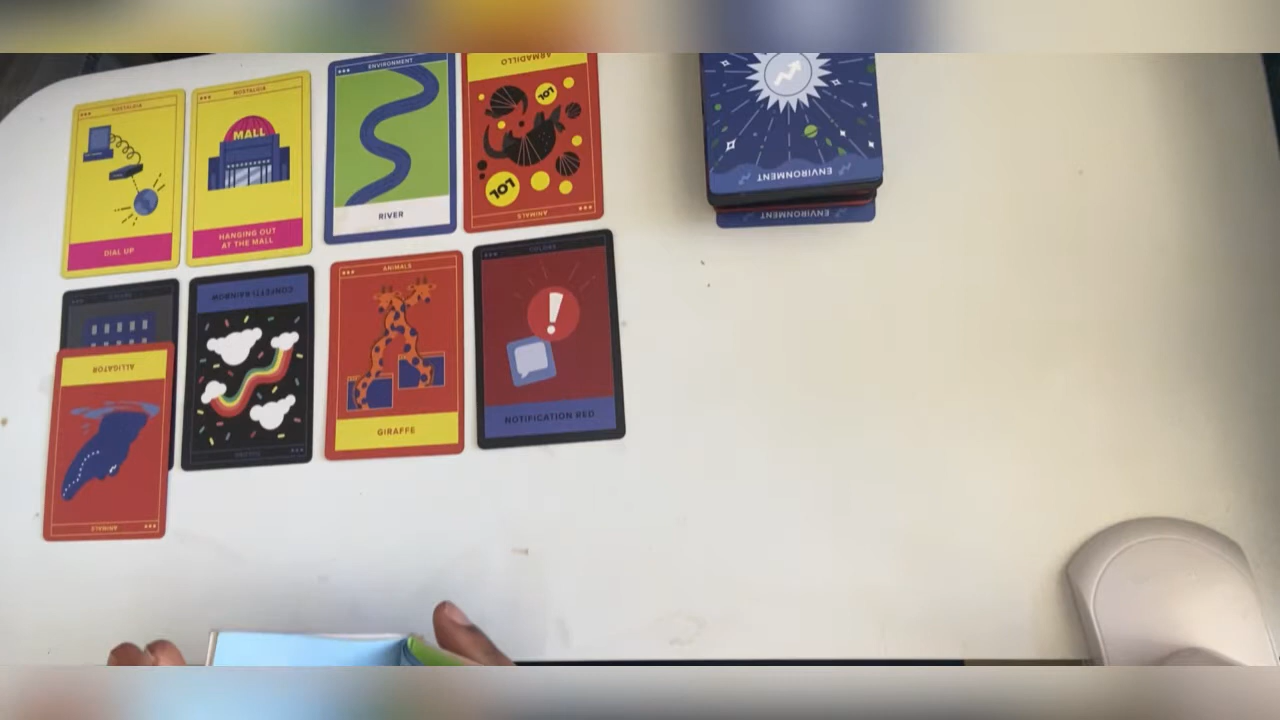 NOSTALGIA
DIAL UP
NOSTALGIA
MALL
HANGING OUT
AT THE MALL
ENVIRONMENT
RIVER
ARMADILLO
LOL
LOL
ANIMALS
ENVIRONMENT
ENVIRONMENT
ALLIGATOR
ANIMALS
CONFETTI RAINBOW
COLORS
ANIMALS
GIRAFFE
COLORS
NOTIFICATION RED